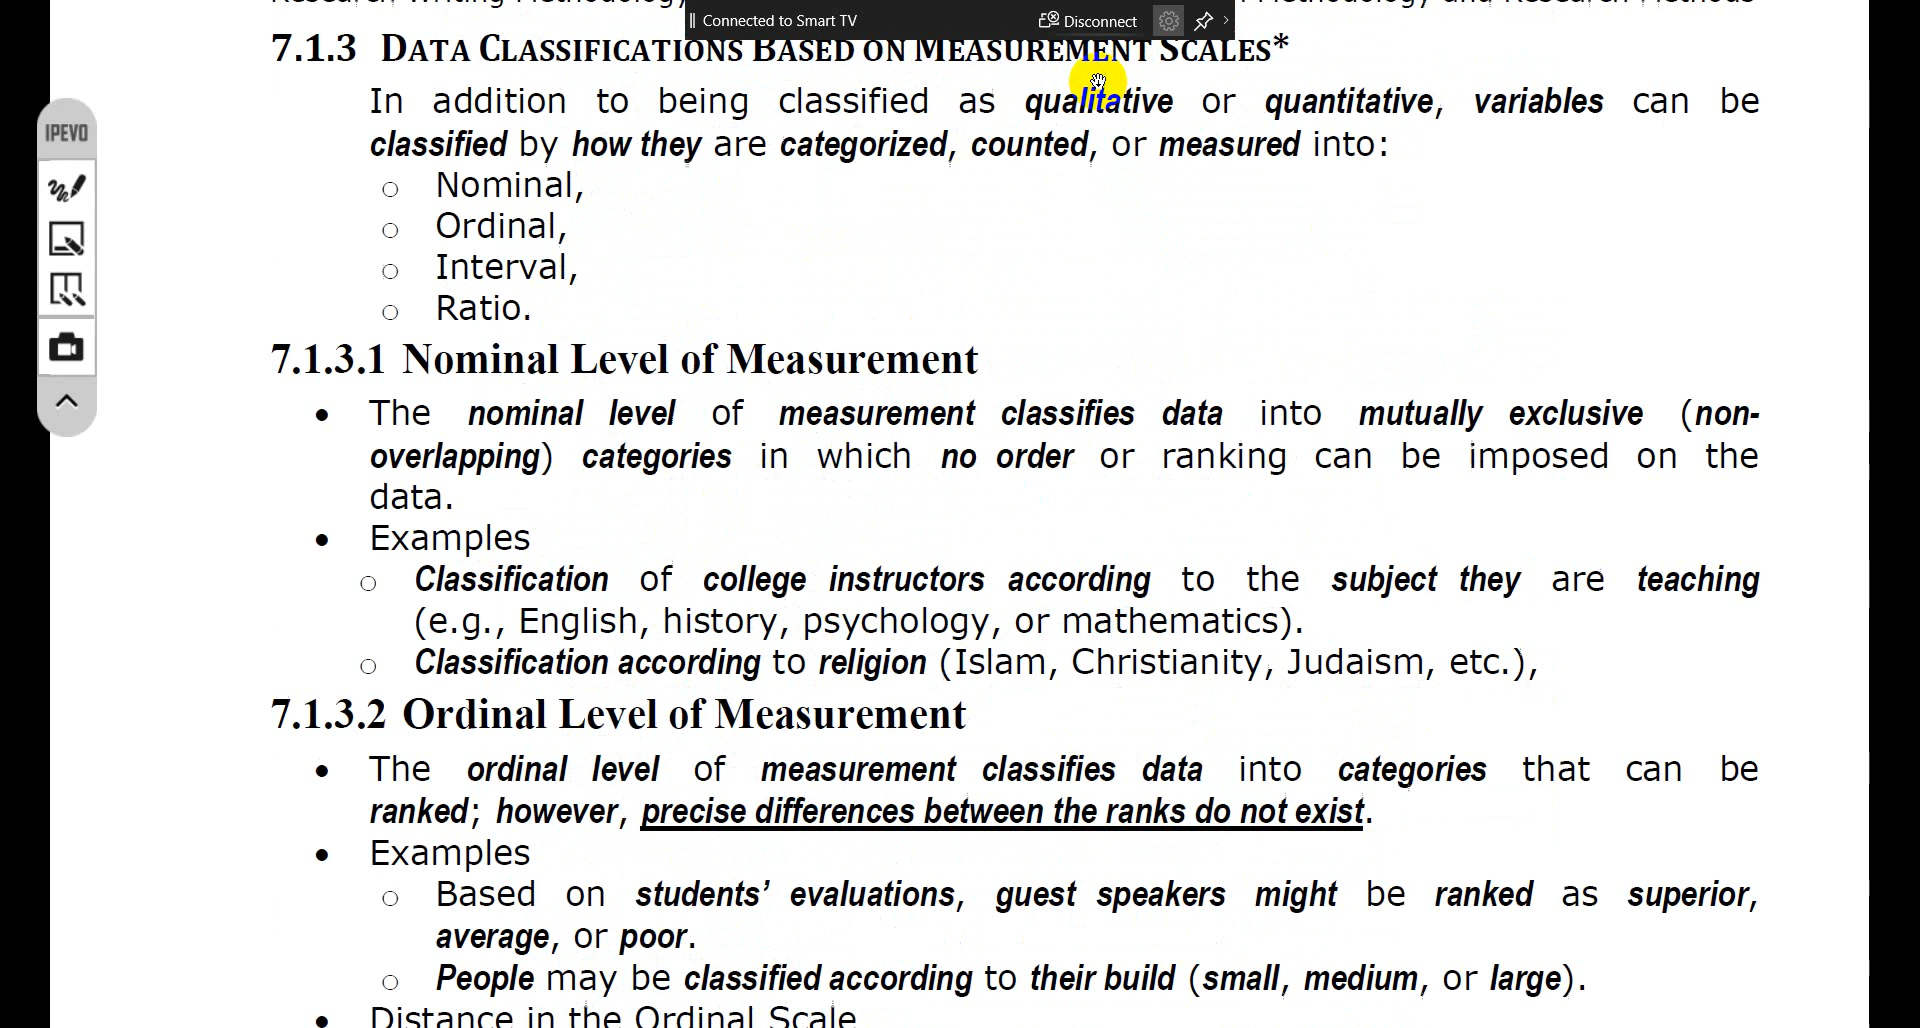 Connected to Smart TV
Disconnect
Methodology and Research Methods
7.1.3 DATA CLASSIFICATIONS BASED ON MEASUREMENT SCALES*
In addition to being classified as qualitative or quantitative, variables can be
classified by how they are categorized, counted, or measured into:
○ Nominal,
○ Ordinal,
○ Interval,
○ Ratio.
IPEVO
7.1.3.1 Nominal Level of Measurement
• The nominal level of measurement classifies data into mutually exclusive (non-
overlapping) categories in which no order or ranking can be imposed on the
data.
• Examples
○ Classification of college instructors according to the subject they are teaching
(e.g., English, history, psychology, or mathematics).
○ Classification according to religion (Islam, Christianity, Judaism, etc.),
7.1.3.2 Ordinal Level of Measurement
• The ordinal level of measurement classifies data into categories that can be
ranked; however, precise differences between the ranks do not exist.
• Examples
○ Based on students’ evaluations, guest speakers might be ranked as superior,
average, or poor.
○ People may be classified according to their build (small, medium, or large).
• Distance in the Ordinal Scale